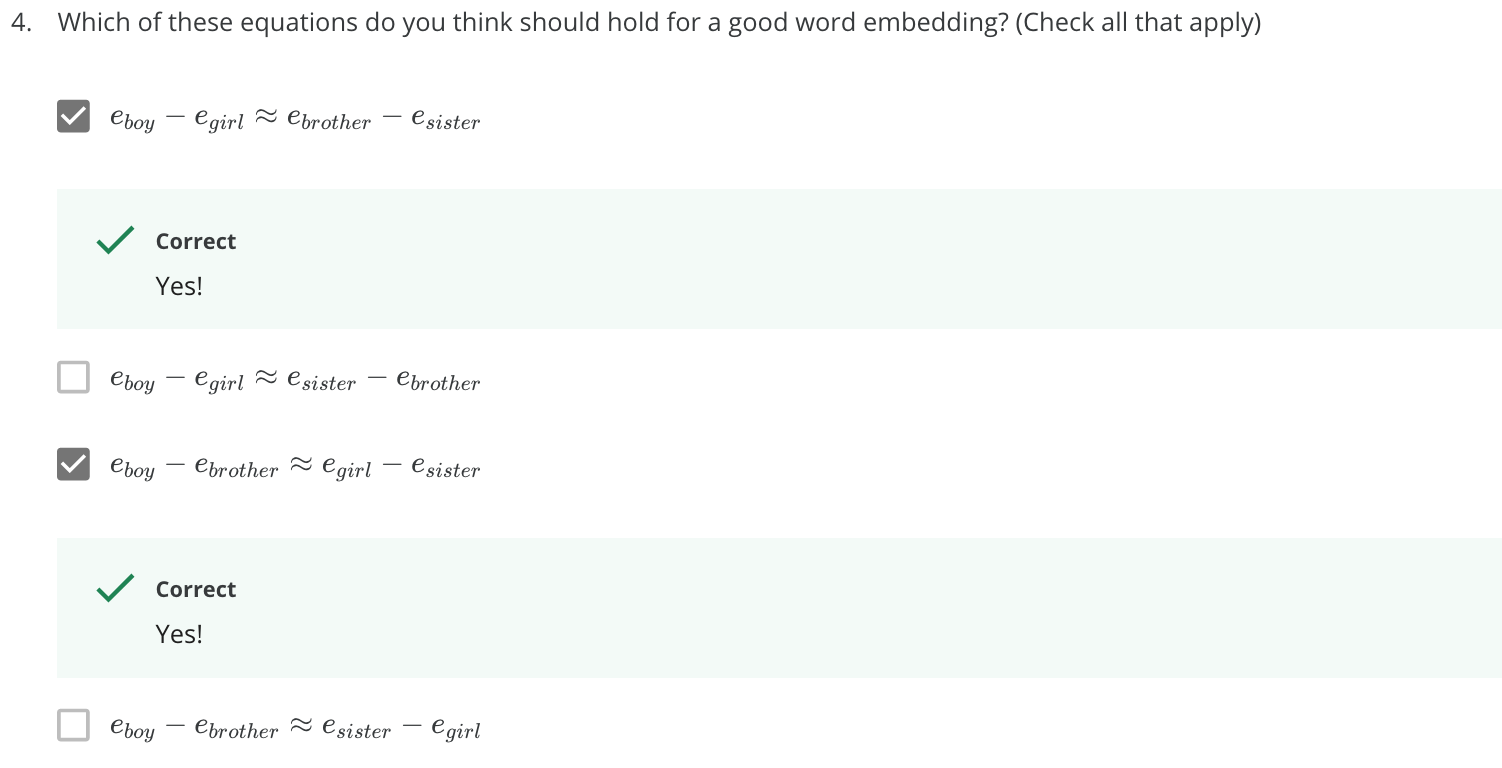 4. Which of these equations do you think should hold for a good word embedding? (Check all that apply)
$e_{boy} - e_{girl} \approx e_{brother} - e_{sister}$
Correct
Yes!
$e_{boy} - e_{girl} \approx e_{sister} - e_{brother}$
$e_{boy} - e_{brother} \approx e_{girl} - e_{sister}$
Correct
Yes!
$e_{boy} - e_{brother} \approx e_{sister} - e_{girl}$